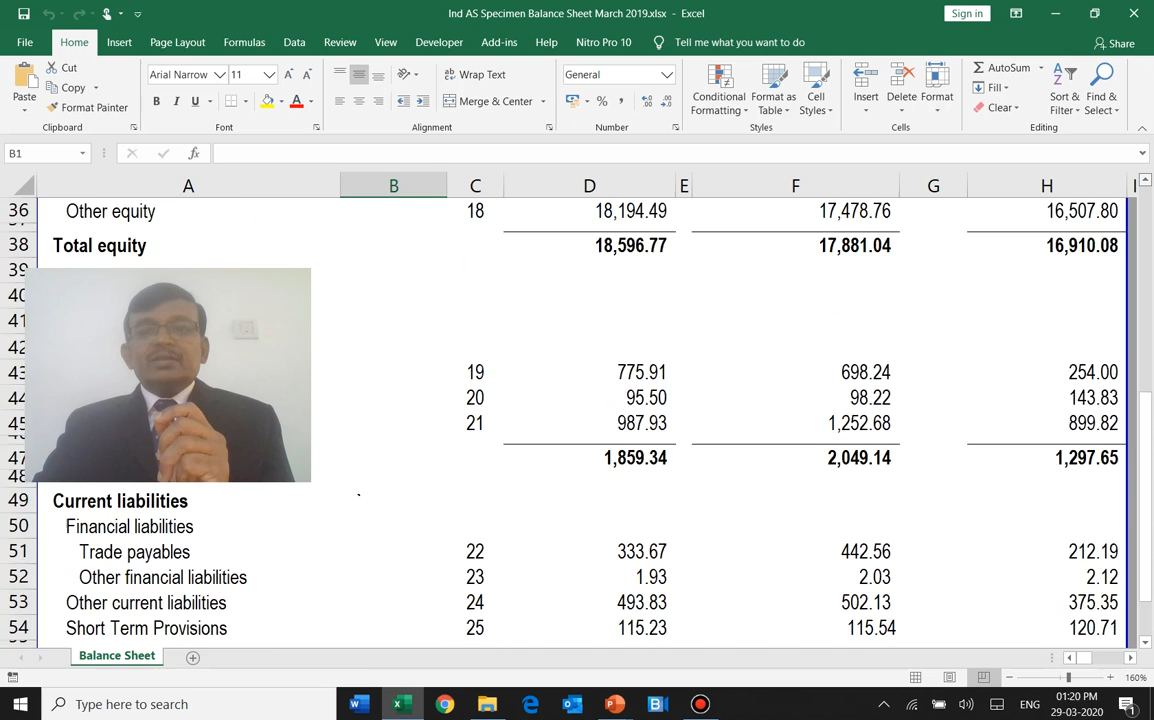 Ind AS Specimen Balance Sheet March 2019.xlsx - Excel
Sign in
File Home Insert Page Layout Formulas Data Review View Developer Add-ins Help Nitro Pro 10 Tell me what you want to do Share
Paste
Cut
Copy
Format Painter
Clipboard
Arial Narrow 11
B I U
Font
Wrap Text
Merge & Center
Alignment
General
Number
Conditional Formatting
Format as Table
Cell Styles
Styles
Insert Delete Format
Cells
AutoSum
Fill
Clear
Sort & Filter
Find & Select
Editing
B1 fx
A B C D E F G H I
36 Other equity 18 18,194.49 17,478.76 16,507.80
38 Total equity 18,596.77 17,881.04 16,910.08
39
40
41
42
43 19 775.91 698.24 254.00
44 20 95.50 98.22 143.83
45 21 987.93 1,252.68 899.82
47 1,859.34 2,049.14 1,297.65
48
49 Current liabilities
50 Financial liabilities
51 Trade payables 22 333.67 442.56 212.19
52 Other financial liabilities 23 1.93 2.03 2.12
53 Other current liabilities 24 493.83 502.13 375.35
54 Short Term Provisions 25 115.23 115.54 120.71
Balance Sheet
160%
Type here to search
ENG
01:20 PM
29-03-2020
1